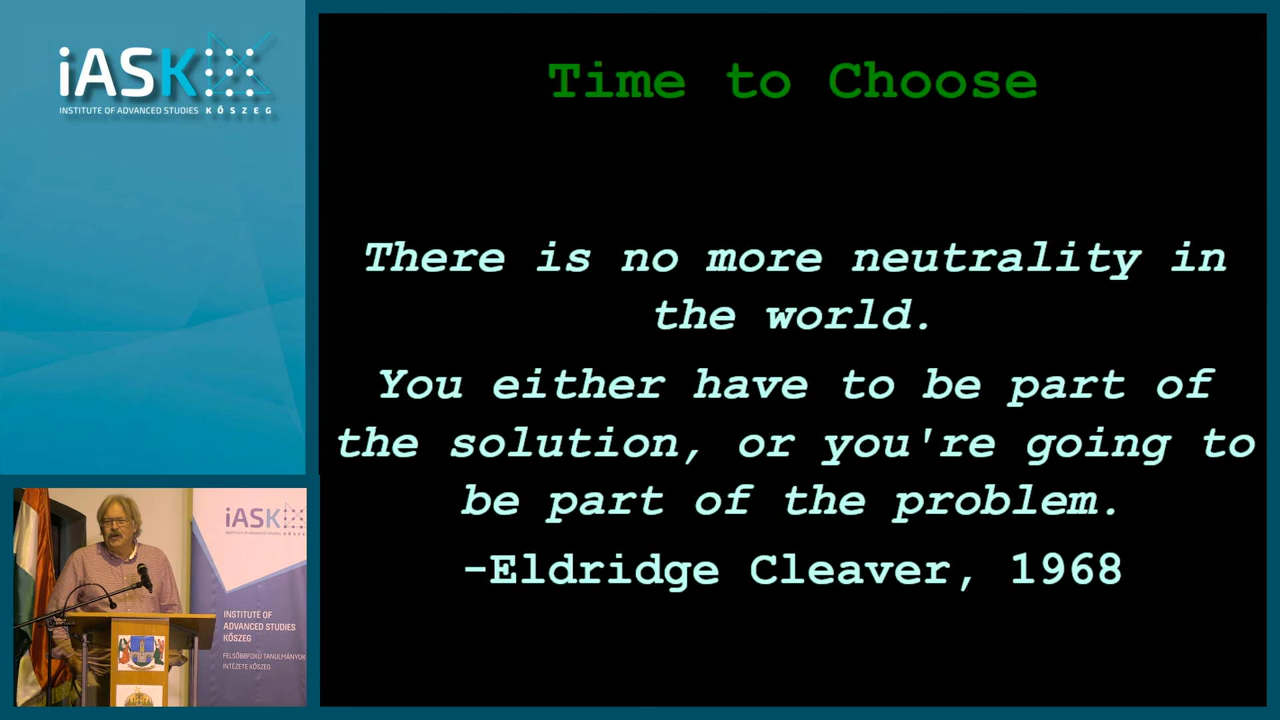 iASK
INSTITUTE OF ADVANCED STUDIES KŐSZEG
Time to Choose
There is no more neutrality in
the world.
You either have to be part of
the solution, or you're going to
be part of the problem.
-Eldridge Cleaver, 1968
iASK
INSTITUTE OF
ADVANCED STUDIES
KŐSZEG
FELSŐBBFOKÚ TANULMÁNYOK
INTÉZETE KŐSZEG